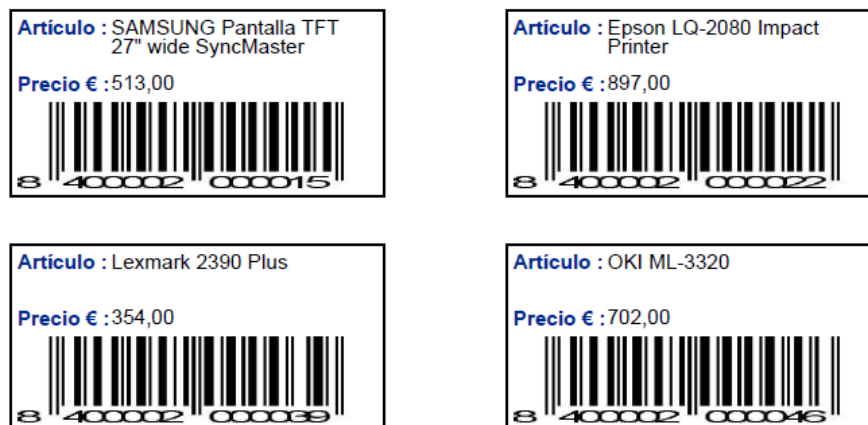 Artículo : SAMSUNG Pantalla TFT
27" wide SyncMaster
Precio € : 513,00
8 400002 000015
Artículo : Epson LQ-2080 Impact
Printer
Precio € : 897,00
8 400002 000022
Artículo : Lexmark 2390 Plus
Precio € : 354,00
8 400002 000039
Artículo : OKI ML-3320
Precio € : 702,00
8 400002 000046